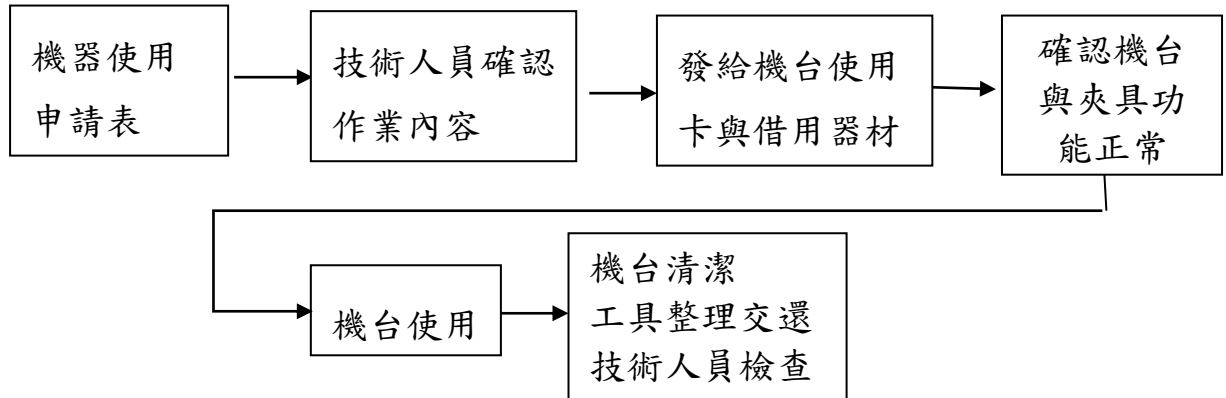 機器使用
申請表
技術人員確認
作業內容
發給機台使用
卡與借用器材
確認機台
與夾具功
能正常
機台使用
機台清潔
工具整理交還
技術人員檢查